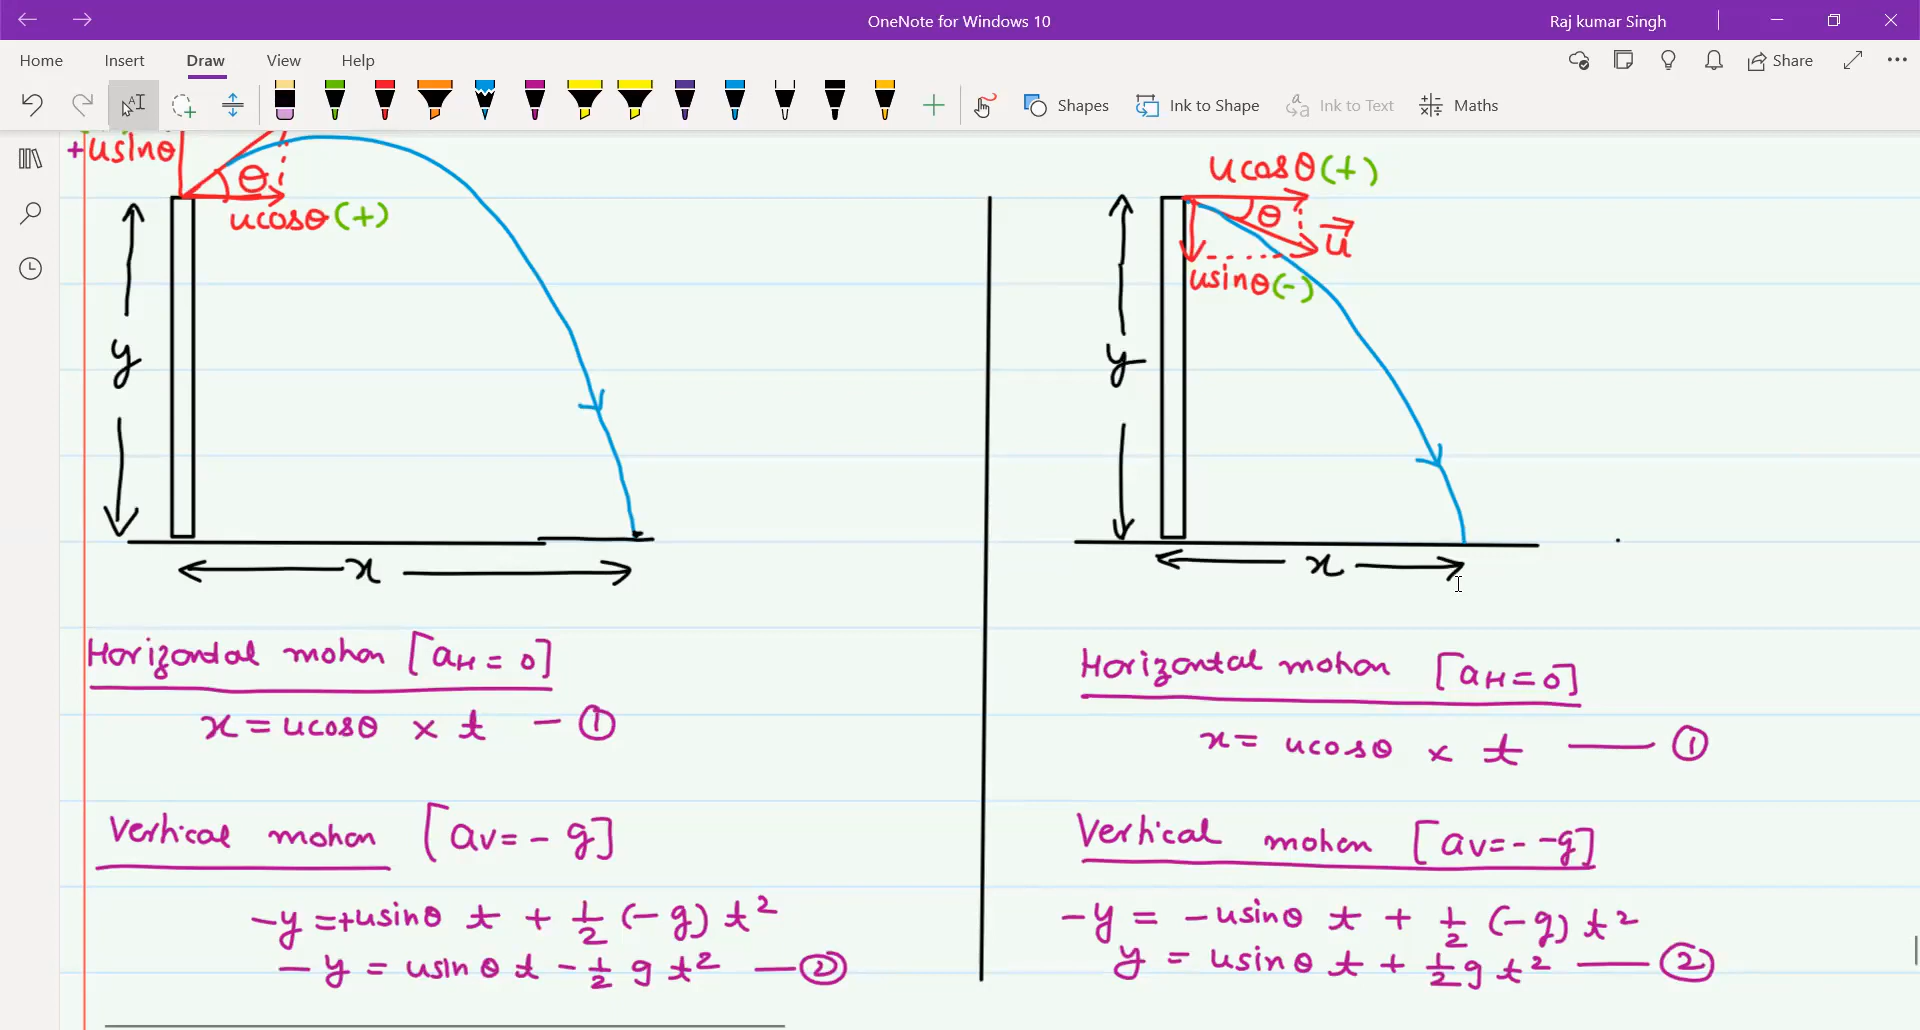 OneNote for Windows 10
Raj kumar Singh
Home Insert Draw View Help
Share
Shapes Ink to Shape Ink to Text Maths
+usinθ
θ
ucosθ(+)
y
x
Horizontal motion [aH = 0]
x = ucosθ × t — ①
Vertical motion [av= - g]
-y =+usinθ t + 1/2 (-g) t²
- y = usinθ t - 1/2 g t² — ②
ucosθ(+)
θ
u⃗
usinθ(-)
y
x
Horizontal motion [aH=0]
x= ucosθ × t — ①
Vertical motion [av=- -g]
-y = -usinθ t + 1/2 (-g) t²
y = usinθ t + 1/2 g t² — ②